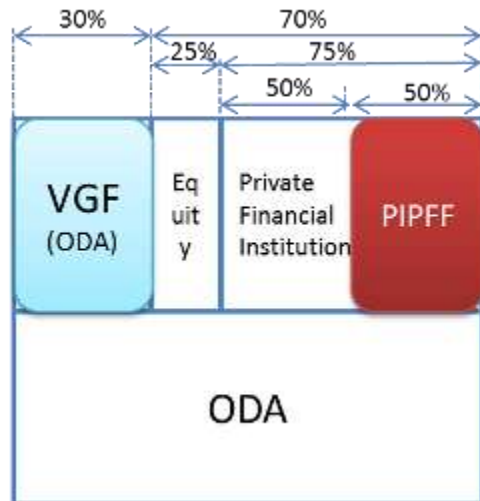 30%
70%
25%
75%
50%
50%
VGF
(ODA)
Eq
uit
y
Private
Financial
Institution
PIPFF
ODA